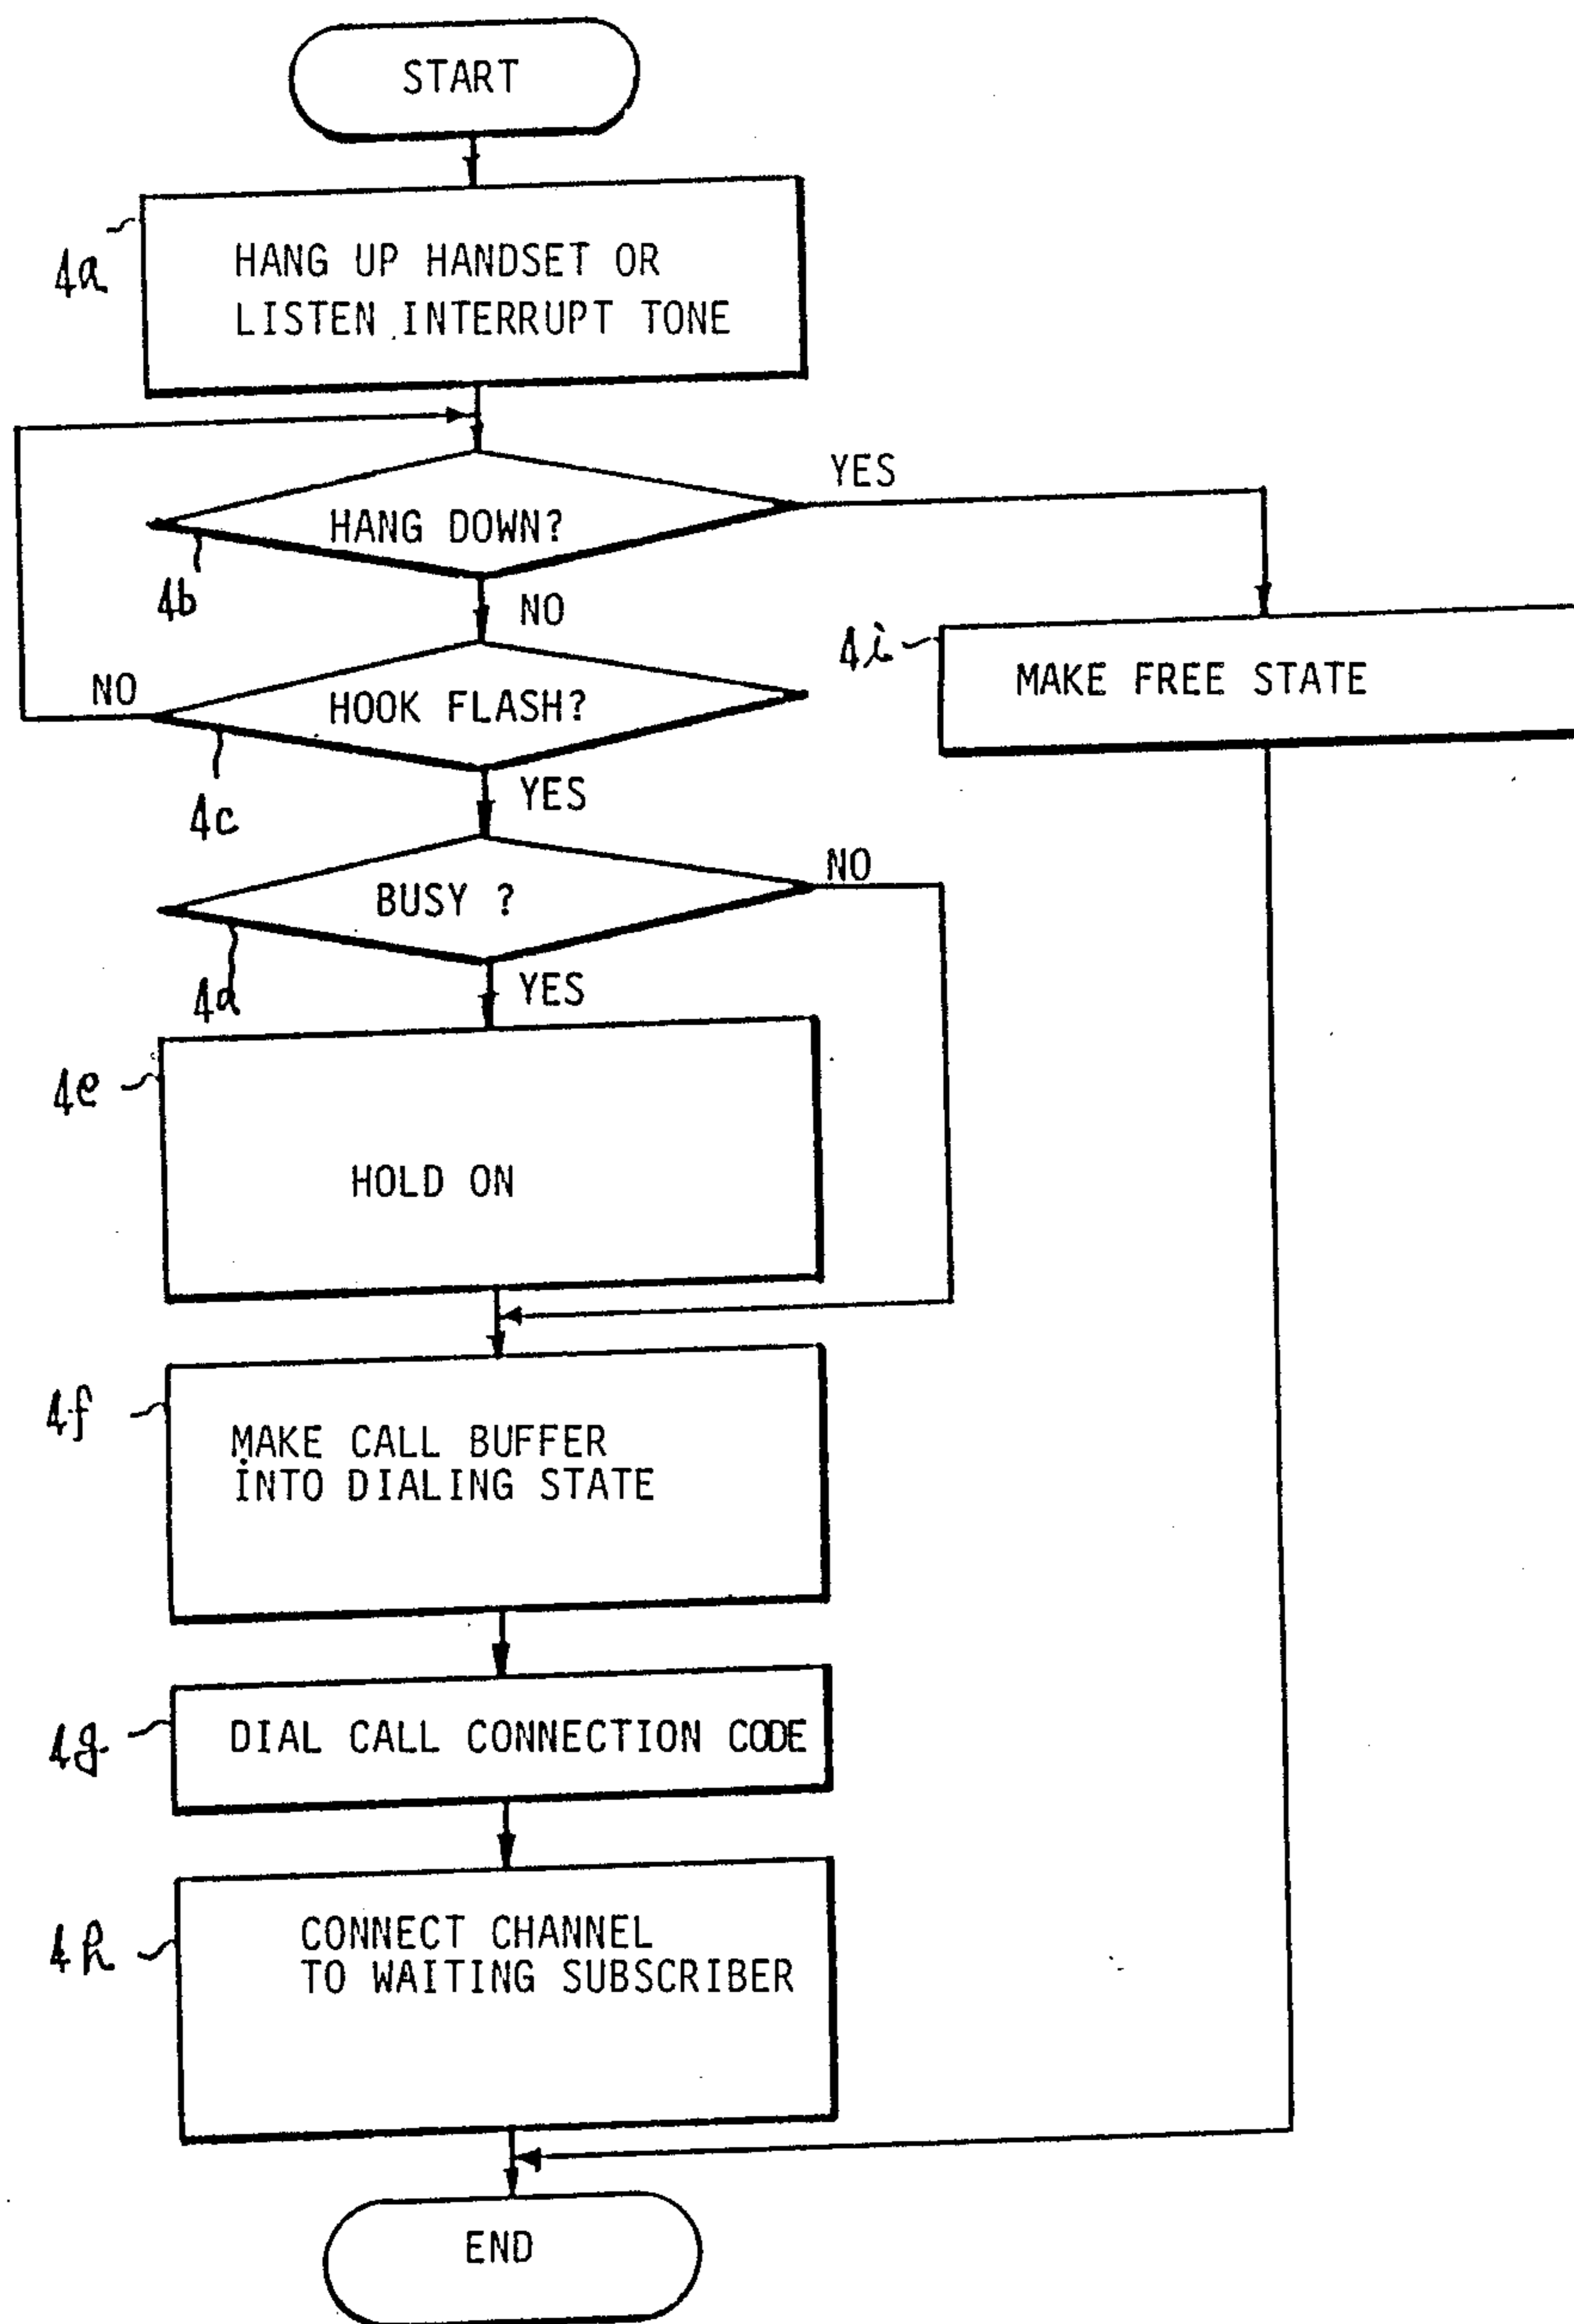 START
4a
HANG UP HANDSET OR
LISTEN INTERRUPT TONE
YES
HANG DOWN?
4b
NO
4i
MAKE FREE STATE
NO
HOOK FLASH?
4c
YES
NO
BUSY ?
4d
YES
4e
HOLD ON
4f
MAKE CALL BUFFER
INTO DIALING STATE
4g
DIAL CALL CONNECTION CODE
4h
CONNECT CHANNEL
TO WAITING SUBSCRIBER
END